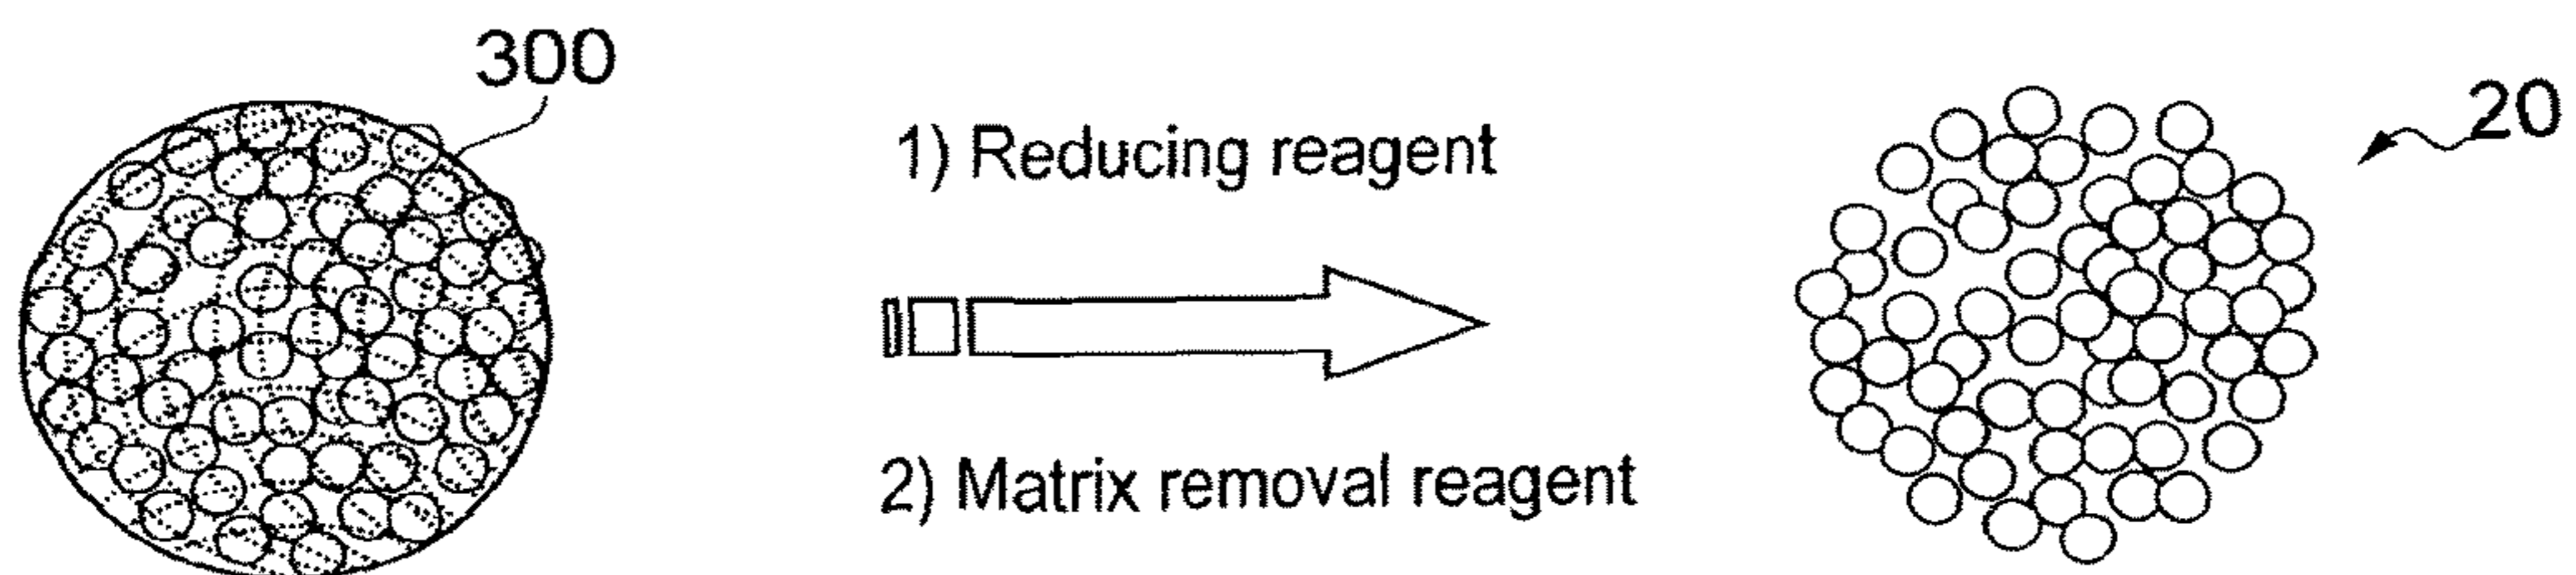 300
1) Reducing reagent
20
2) Matrix removal reagent